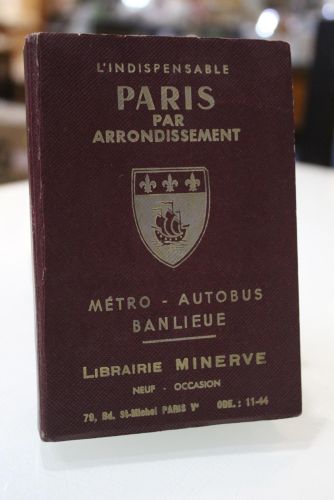 L'INDISPENSABLE
PARIS
PAR
ARRONDISSEMENT
MÉTRO - AUTOBUS
BANLIEUE
LIBRAIRIE MINERVE
NEUF - OCCASION
79, Bd. St-Michel PARIS Vᵉ ODE.: 11-44